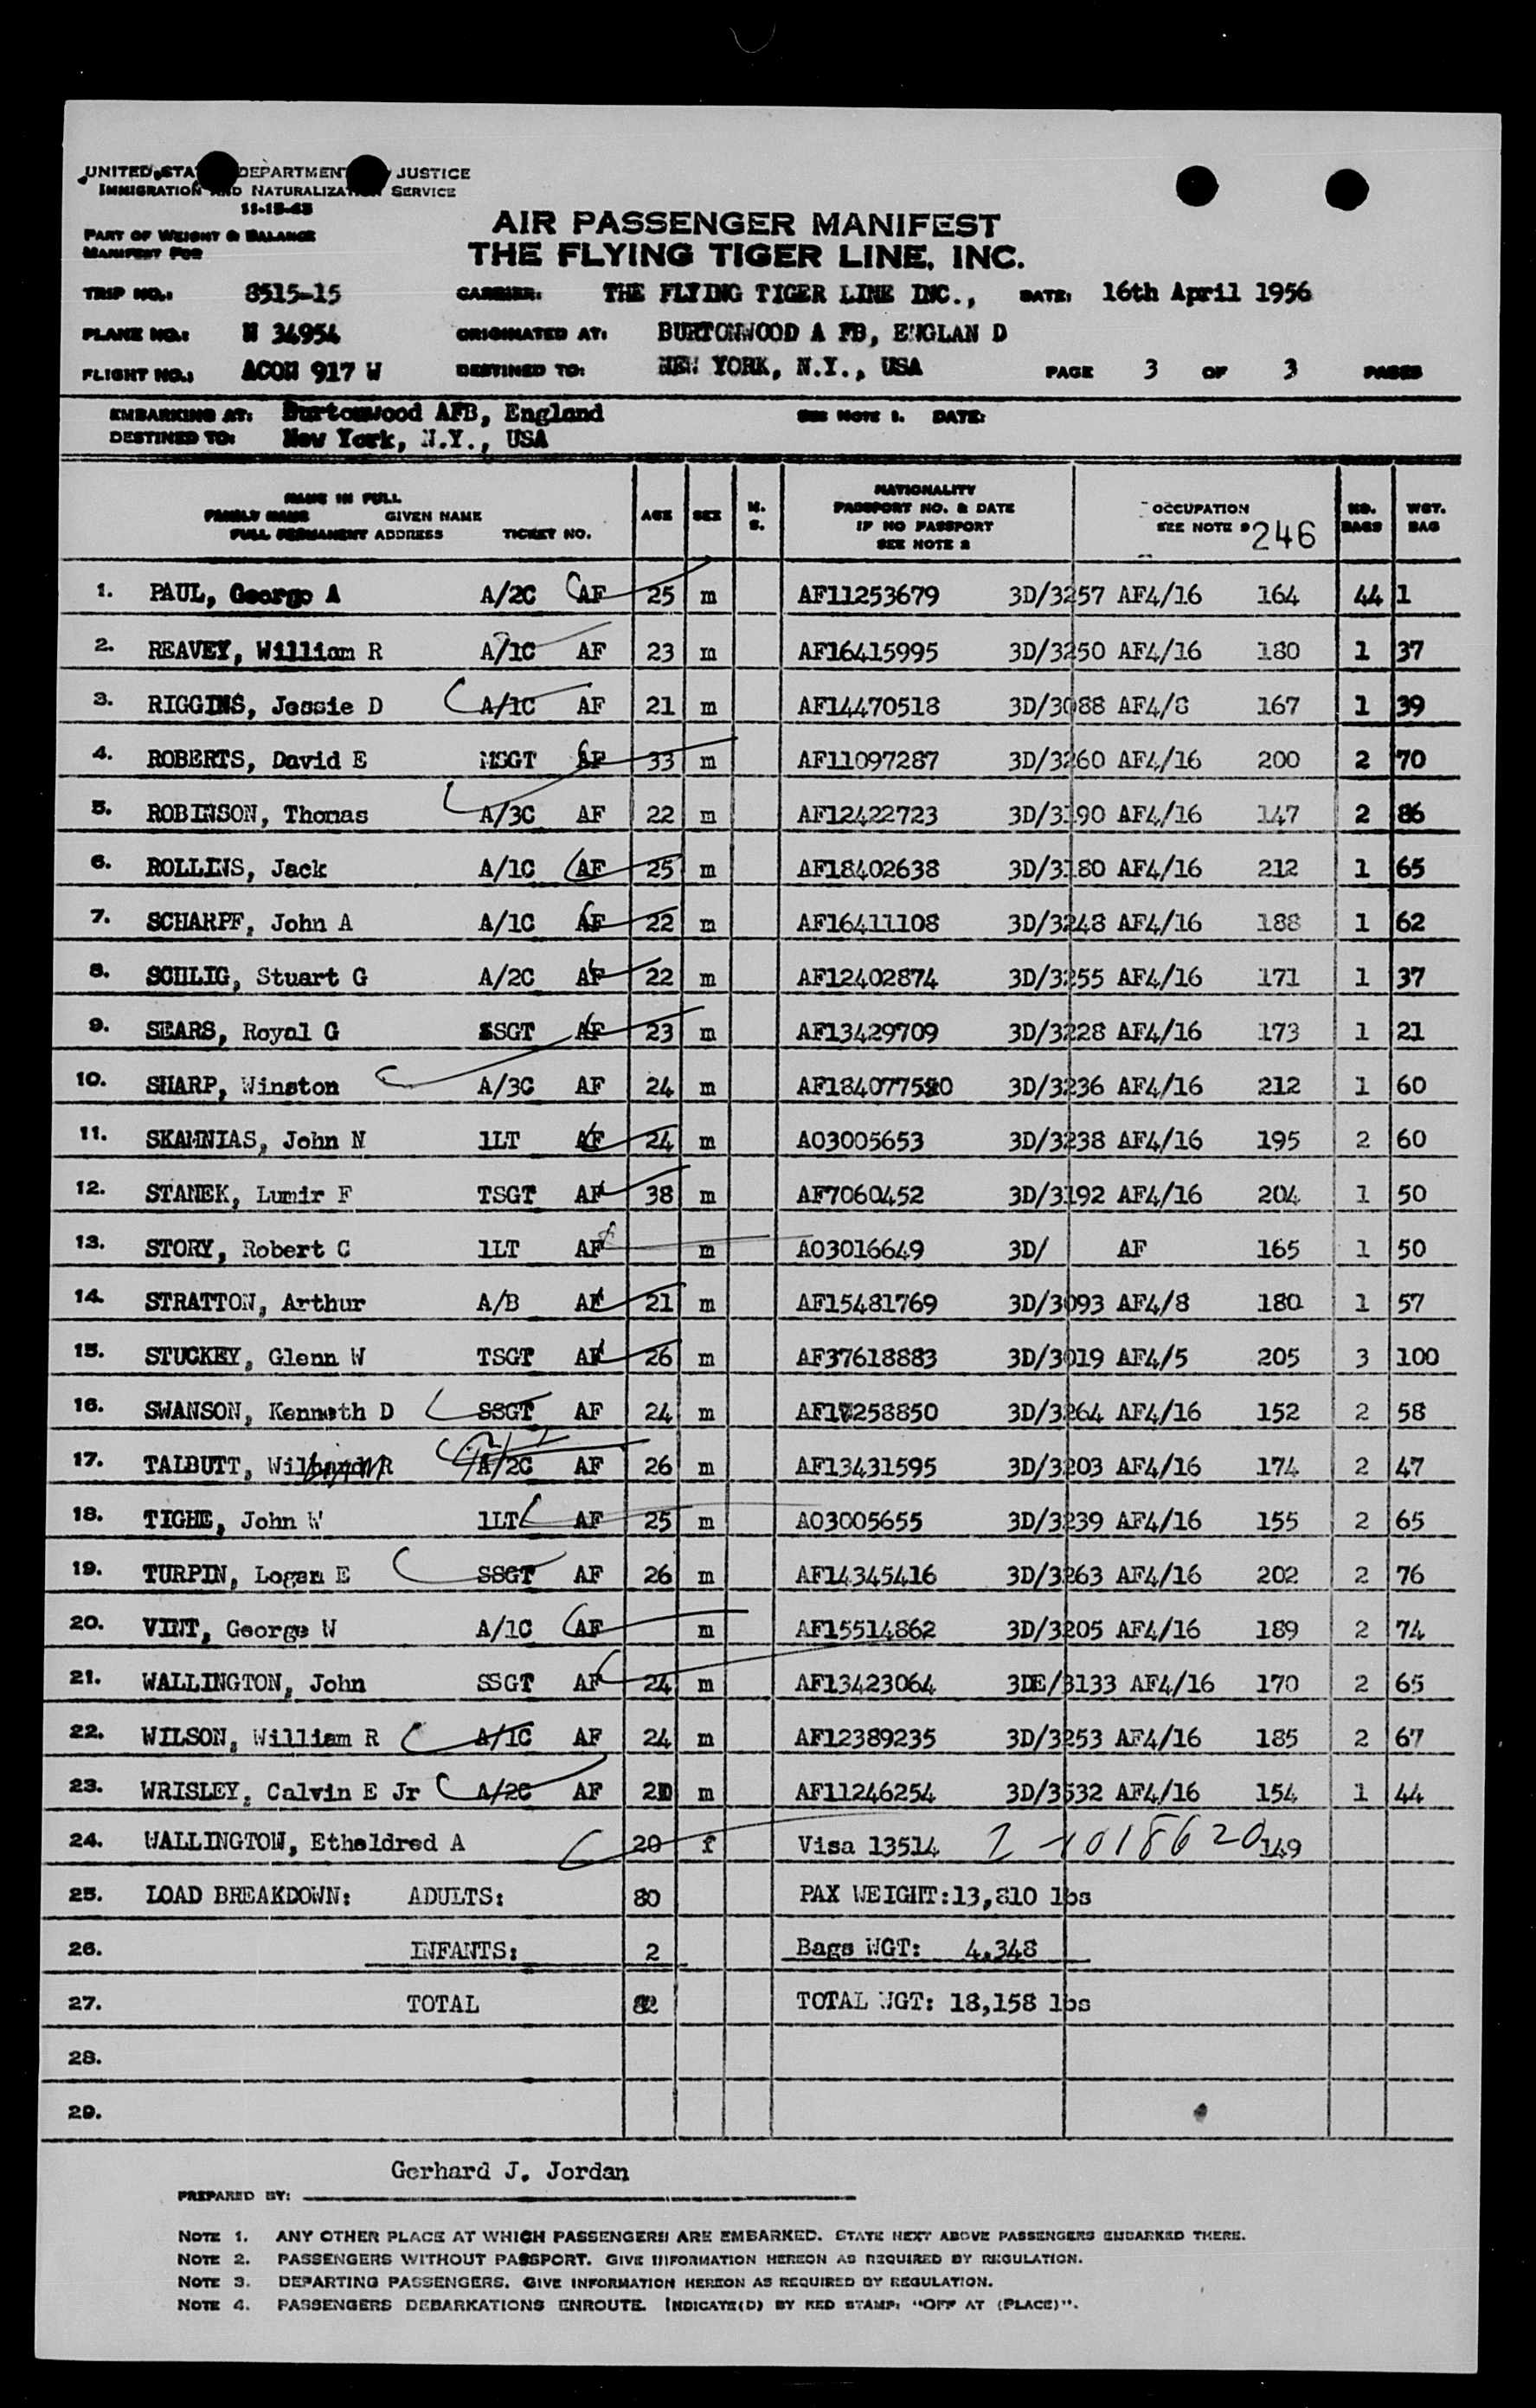 UNITED STA DEPARTMENT JUSTICE
IMMIGRATION AND NATURALIZATION SERVICE
11-15-43
PART OF WEIGHT & BALANCE
MANIFEST FOR
AIR PASSENGER MANIFEST
THE FLYING TIGER LINE, INC.
TRIP NO.: 8515-15 CARRIER: THE FLYING TIGER LINE INC., DATE: 16th April 1956
PLANE NO.: N 34954 ORIGINATED AT: BURTONWOOD A FB, ENGLAN D
FLIGHT NO.: ACOM 917 W DESTINED TO: NEW YORK, N.Y., USA PAGE 3 OF 3 PAGES
EMBARKING AT: Burtonwood AFB, England SEE NOTE 1. DATE:
DESTINED TO: New York, N.Y., USA
NAME IN FULL
FAMILY NAME GIVEN NAME
FULL PERMANENT ADDRESS TICKET NO.
AGE SEX M. S.
NATIONALITY
PASSPORT NO. & DATE
IF NO PASSPORT
SEE NOTE 2
OCCUPATION
SEE NOTE 246
NO. BAGS WGT. BAG
1. PAUL, George A A/2C AF 25 m AF11253679 3D/3257 AF4/16 164 44 1
2. REAVEY, William R A/1C AF 23 m AF16415995 3D/3250 AF4/16 180 1 37
3. RIGGINS, Jessie D A/1C AF 21 m AF14470518 3D/3088 AF4/8 167 1 39
4. ROBERTS, David E MSGT AF 33 m AF11097287 3D/3260 AF4/16 200 2 70
5. ROBINSON, Thomas A/3C AF 22 m AF12422723 3D/3190 AF4/16 147 2 86
6. ROLLINS, Jack A/1C AF 25 m AF18402638 3D/3180 AF4/16 212 1 65
7. SCHARPF, John A A/1C AF 22 m AF16411108 3D/3248 AF4/16 188 1 62
8. SCHLIG, Stuart G A/2C AF 22 m AF12402874 3D/3255 AF4/16 171 1 37
9. SEARS, Royal G SSGT AF 23 m AF13429709 3D/3228 AF4/16 173 1 21
10. SHARP, Winston A/3C AF 24 m 3D/3236 AF4/16 212 1 60
11. SKAMNIAS, John N 1LT AF 24 m AO3005653 3D/3238 AF4/16 195 2 60
12. STANEK, Lumir F TSGT AF 38 m AF7060452 3D/3192 AF4/16 204 1 50
13. STORY, Robert C 1LT AF m AO3016649 3D/ AF 165 1 50
14. STRATTON, Arthur A/B AF 21 m AF15481769 3D/3093 AF4/8 180 1 57
15. STUCKEY, Glenn W TSGT AF 26 m AF37618883 3D/3019 AF4/5 205 3 100
16. SWANSON, Kenneth D SSGT AF 24 m AF17258850 3D/3264 AF4/16 152 2 58
17. TALBUTT, R A/2C AF 26 m AF13431595 3D/3203 AF4/16 174 2 47
18. TIGHE, John W 1LT AF 25 m AO3005655 3D/3239 AF4/16 155 2 65
19. TURPIN, Logan E SSGT AF 26 m AF14345416 3D/3263 AF4/16 202 2 76
20. VINT, George W A/1C AF m AF15514862 3D/3205 AF4/16 189 2 74
21. WALLINGTON, John SSGT AF 24 m AF13423064 3DE/3133 AF4/16 170 2 65
22. WILSON, William R A/1C AF 24 m AF12389235 3D/3253 AF4/16 185 2 67
23. WRISLEY, Calvin E Jr A/2C AF m AF11246254 3D/3532 AF4/16 154 1 44
24. WALLINGTON, Etheldred A 20 f Visa 13514 149
25. LOAD BREAKDOWN: ADULTS: 80 PAX WEIGHT:13,810 lbs
26. INFANTS: 2 Bags WGT: 4.348
27. TOTAL 82 TOTAL WGT: 18,158 lbs
28.
29.
Gerhard J. Jordan
PREPARED BY:
NOTE 1. ANY OTHER PLACE AT WHICH PASSENGERS ARE EMBARKED. STATE NEXT ABOVE PASSENGERS EMBARKED THERE.
NOTE 2. PASSENGERS WITHOUT PASSPORT. GIVE INFORMATION HEREON AS REQUIRED BY REGULATION.
NOTE 3. DEPARTING PASSENGERS. GIVE INFORMATION HEREON AS REQUIRED BY REGULATION.
NOTE 4. PASSENGERS DEBARKATIONS ENROUTE. INDICATE(D) BY RED STAMP: "OFF AT (PLACE)".